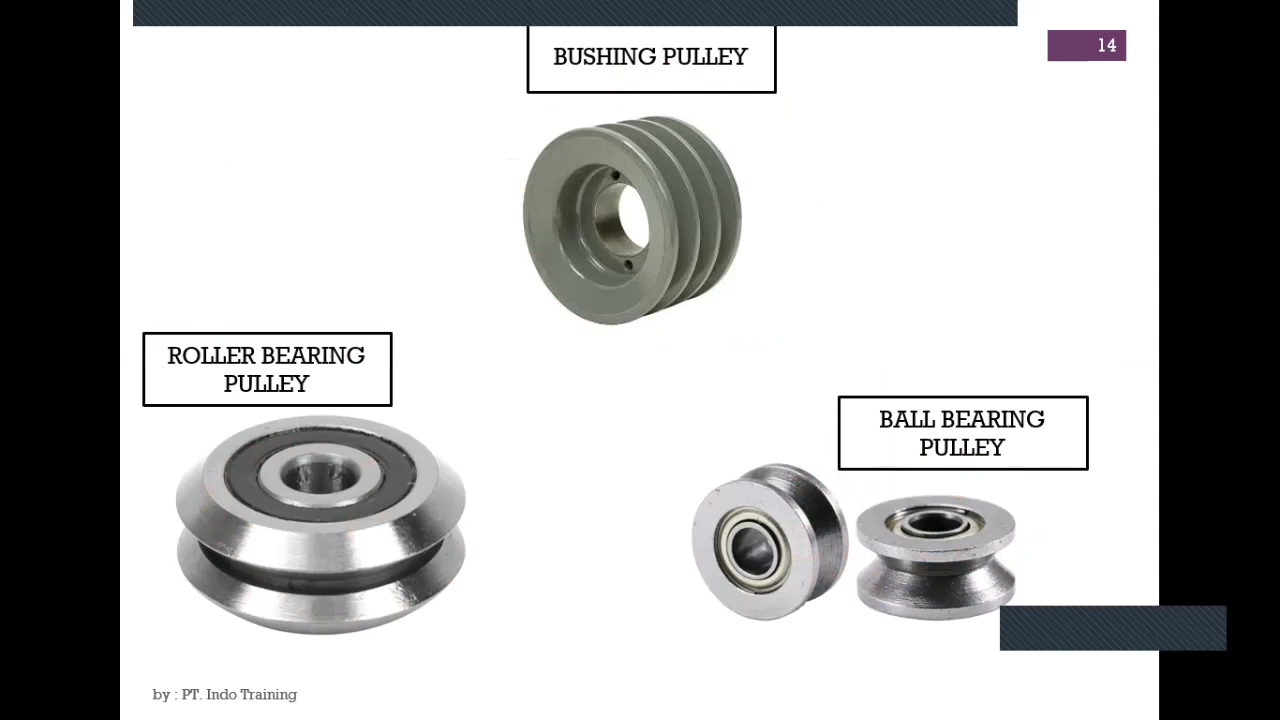 BUSHING PULLEY
14
ROLLER BEARING
PULLEY
BALL BEARING
PULLEY
by : PT. Indo Training